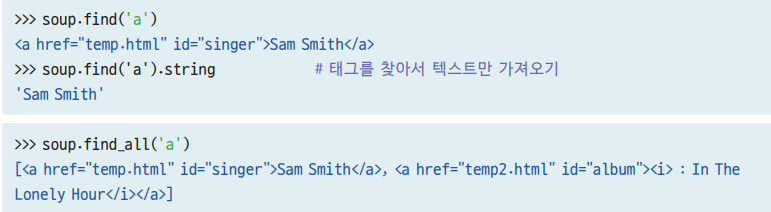 >>> soup.find('a')
<a href="temp.html" id="singer">Sam Smith</a>
>>> soup.find('a').string # 태그를 찾아서 텍스트만 가져오기
'Sam Smith'
>>> soup.find_all('a')
[<a href="temp.html" id="singer">Sam Smith</a>, <a href="temp2.html" id="album"><i> : In The
Lonely Hour</i></a>]